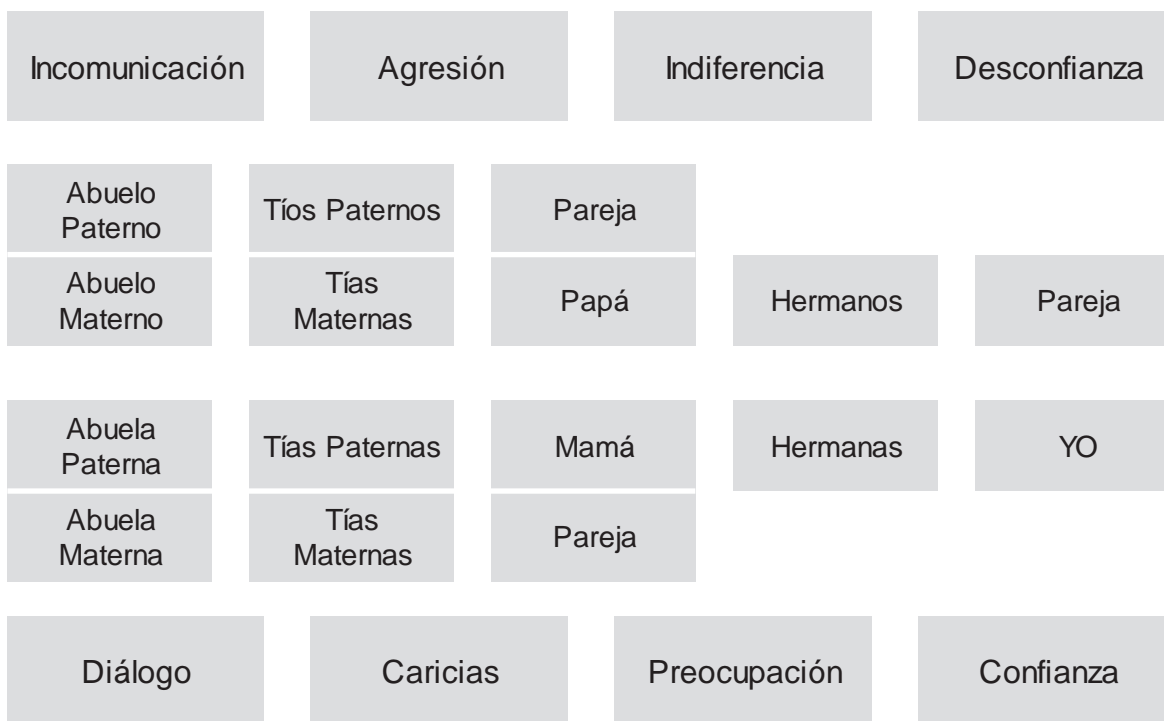 Incomunicación
Agresión
Indiferencia
Desconfianza
Abuelo
Paterno
Tíos Paternos
Pareja
Abuelo
Materno
Tías
Maternas
Papá
Hermanos
Pareja
Abuela
Paterna
Tías Paternas
Mamá
Hermanas
YO
Abuela
Materna
Tías
Maternas
Pareja
Diálogo
Caricias
Preocupación
Confianza